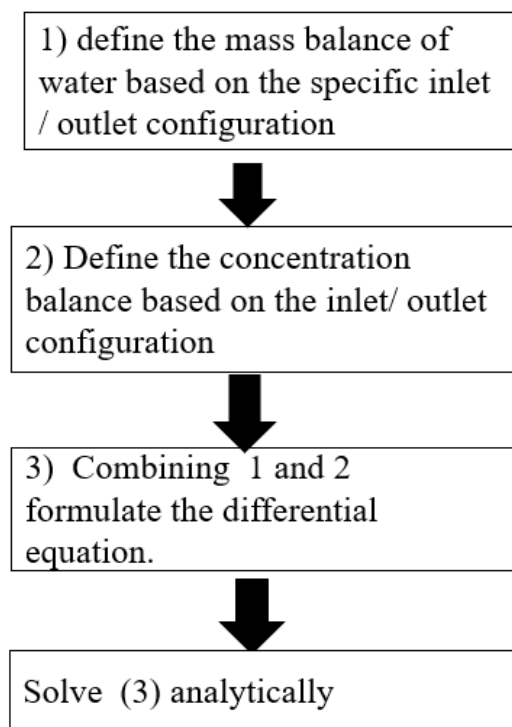 1) define the mass balance of
water based on the specific inlet
/ outlet configuration
2) Define the concentration
balance based on the inlet/ outlet
configuration
3) Combining 1 and 2
formulate the differential
equation.
Solve (3) analytically